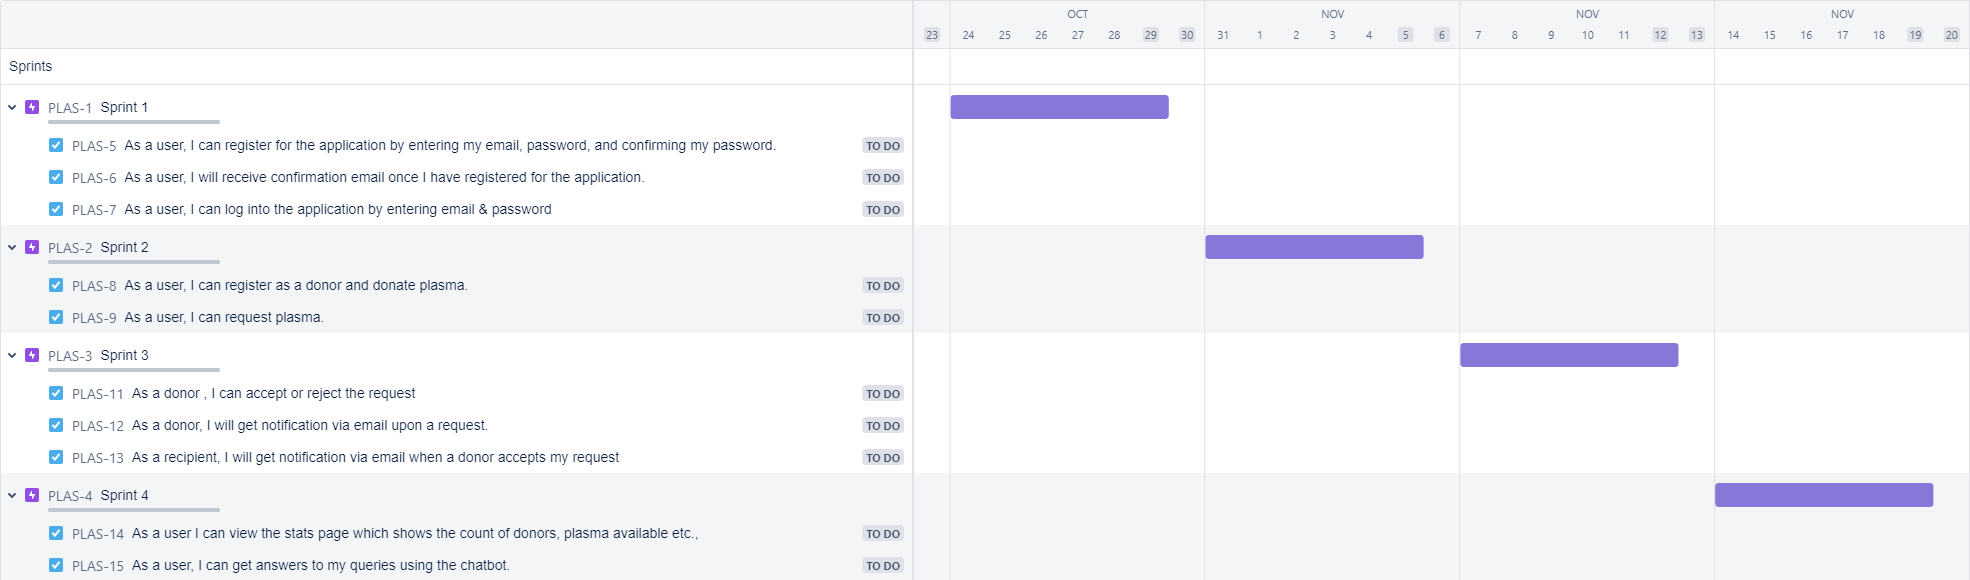 OCT NOV NOV NOV
23 24 25 26 27 28 29 30 31 1 2 3 4 5 6 7 8 9 10 11 12 13 14 15 16 17 18 19 20
Sprints
PLAS-1 Sprint 1
PLAS-5 As a user, I can register for the application by entering my email, password, and confirming my password. TO DO
PLAS-6 As a user, I will receive confirmation email once I have registered for the application. TO DO
PLAS-7 As a user, I can log into the application by entering email & password TO DO
PLAS-2 Sprint 2
PLAS-8 As a user, I can register as a donor and donate plasma. TO DO
PLAS-9 As a user, I can request plasma. TO DO
PLAS-3 Sprint 3
PLAS-11 As a donor , I can accept or reject the request TO DO
PLAS-12 As a donor, I will get notification via email upon a request. TO DO
PLAS-13 As a recipient, I will get notification via email when a donor accepts my request TO DO
PLAS-4 Sprint 4
PLAS-14 As a user I can view the stats page which shows the count of donors, plasma available etc., TO DO
PLAS-15 As a user, I can get answers to my queries using the chatbot. TO DO